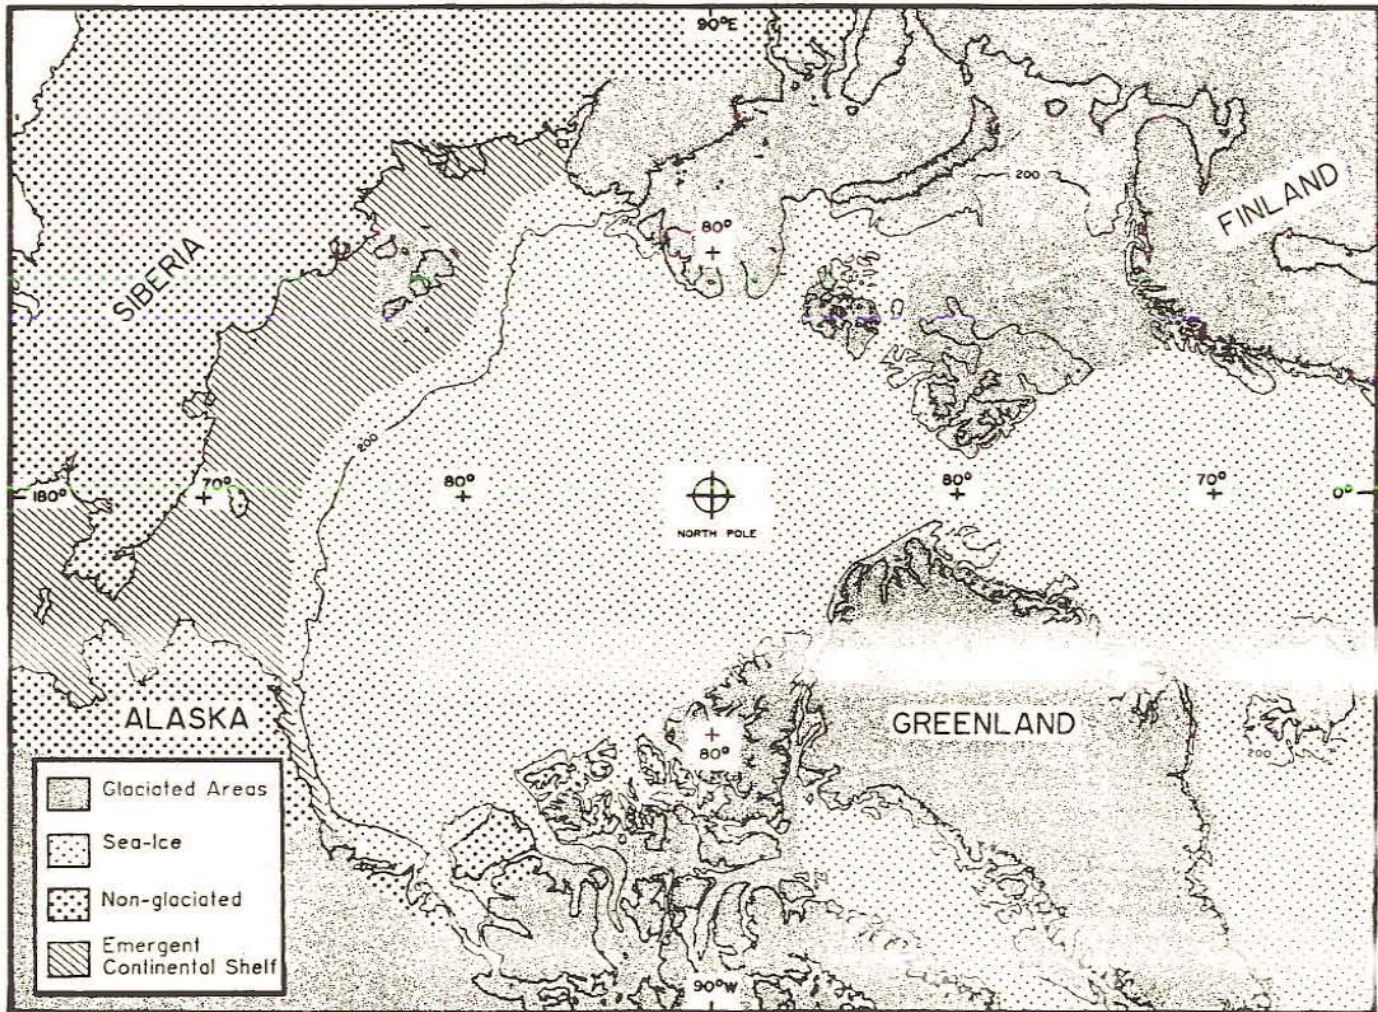 90°E
200
FINLAND
80°
SIBERIA
200
180°
70°
80°
80°
70°
0°
NORTH POLE
ALASKA
80°
GREENLAND
200
Glaciated Areas
Sea-Ice
Non-glaciated
Emergent
Continental Shelf
90°W